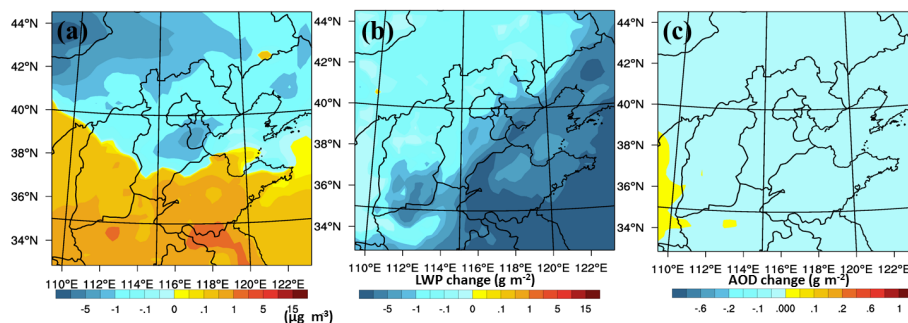 (a)
44°N
42°N
40°N
38°N
36°N
34°N
110°E 112°E 114°E 116°E 118°E 120°E 122°E
-5 -1 -.1 0 .1 1 5 15
(μg m³)
(b)
44°N
42°N
40°N
38°N
36°N
34°N
110°E 112°E 114°E 116°E 118°E 120°E 122°E
LWP change (g m⁻²)
-5 -1 -.1 0 .1 1 5 15
(c)
44°N
42°N
40°N
38°N
36°N
34°N
110°E 112°E 114°E 116°E 118°E 120°E 122°E
AOD change (g m⁻²)
-.6 -.2 -.1 .000 .1 .2 .6 1